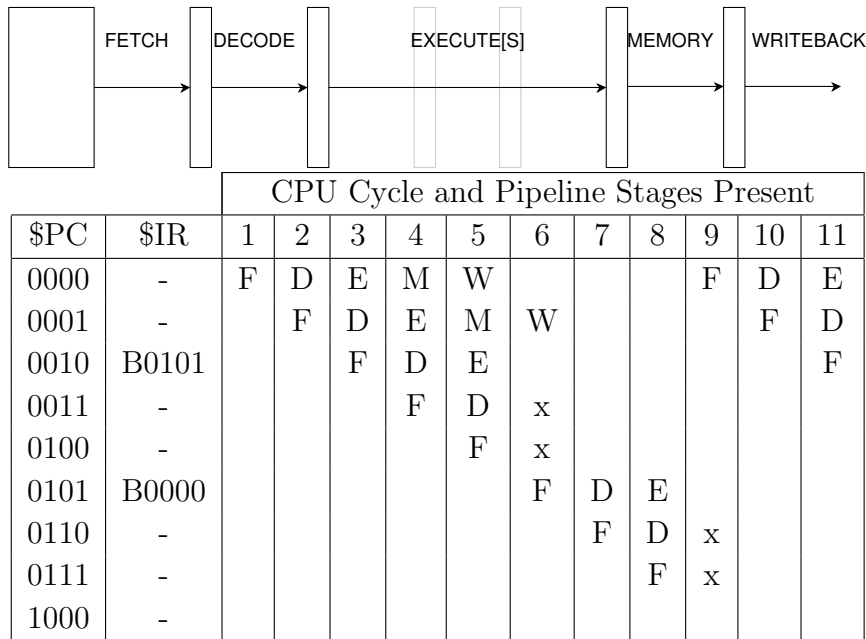 FETCH DECODE EXECUTE[S] MEMORY WRITEBACK
CPU Cycle and Pipeline Stages Present
$PC $IR 1 2 3 4 5 6 7 8 9 10 11
0000 - F D E M W F D E
0001 - F D E M W F D
0010 B0101 F D E F
0011 - F D x
0100 - F x
0101 B0000 F D E
0110 - F D x
0111 - F x
1000 -